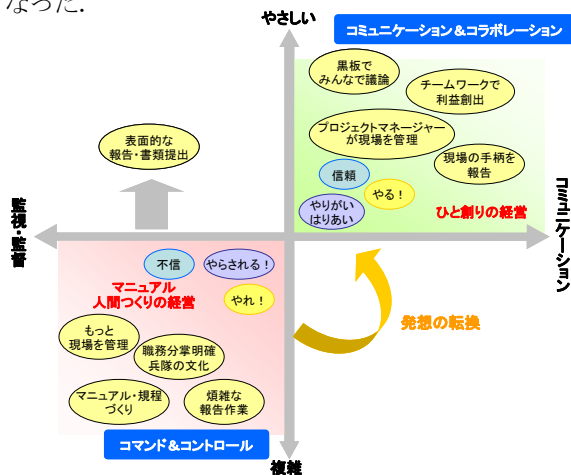 なった.
やさしい
コミュニケーション＆コラボレーション
黒板で
みんなで議論
チームワークで
利益創出
プロジェクトマネージャー
が現場を管理
現場の手柄を
報告
信頼
やる！
やりがい
はりあい
ひと創りの経営
表面的な
報告・書類提出
監視・監督
コミュニケーション
不信
やらされる！
マニュアル
人間つくりの経営
やれ！
もっと
現場を管理
職務分掌明確
兵隊の文化
マニュアル・規程
づくり
煩雑な
報告作業
発想の転換
コマンド＆コントロール
複雑